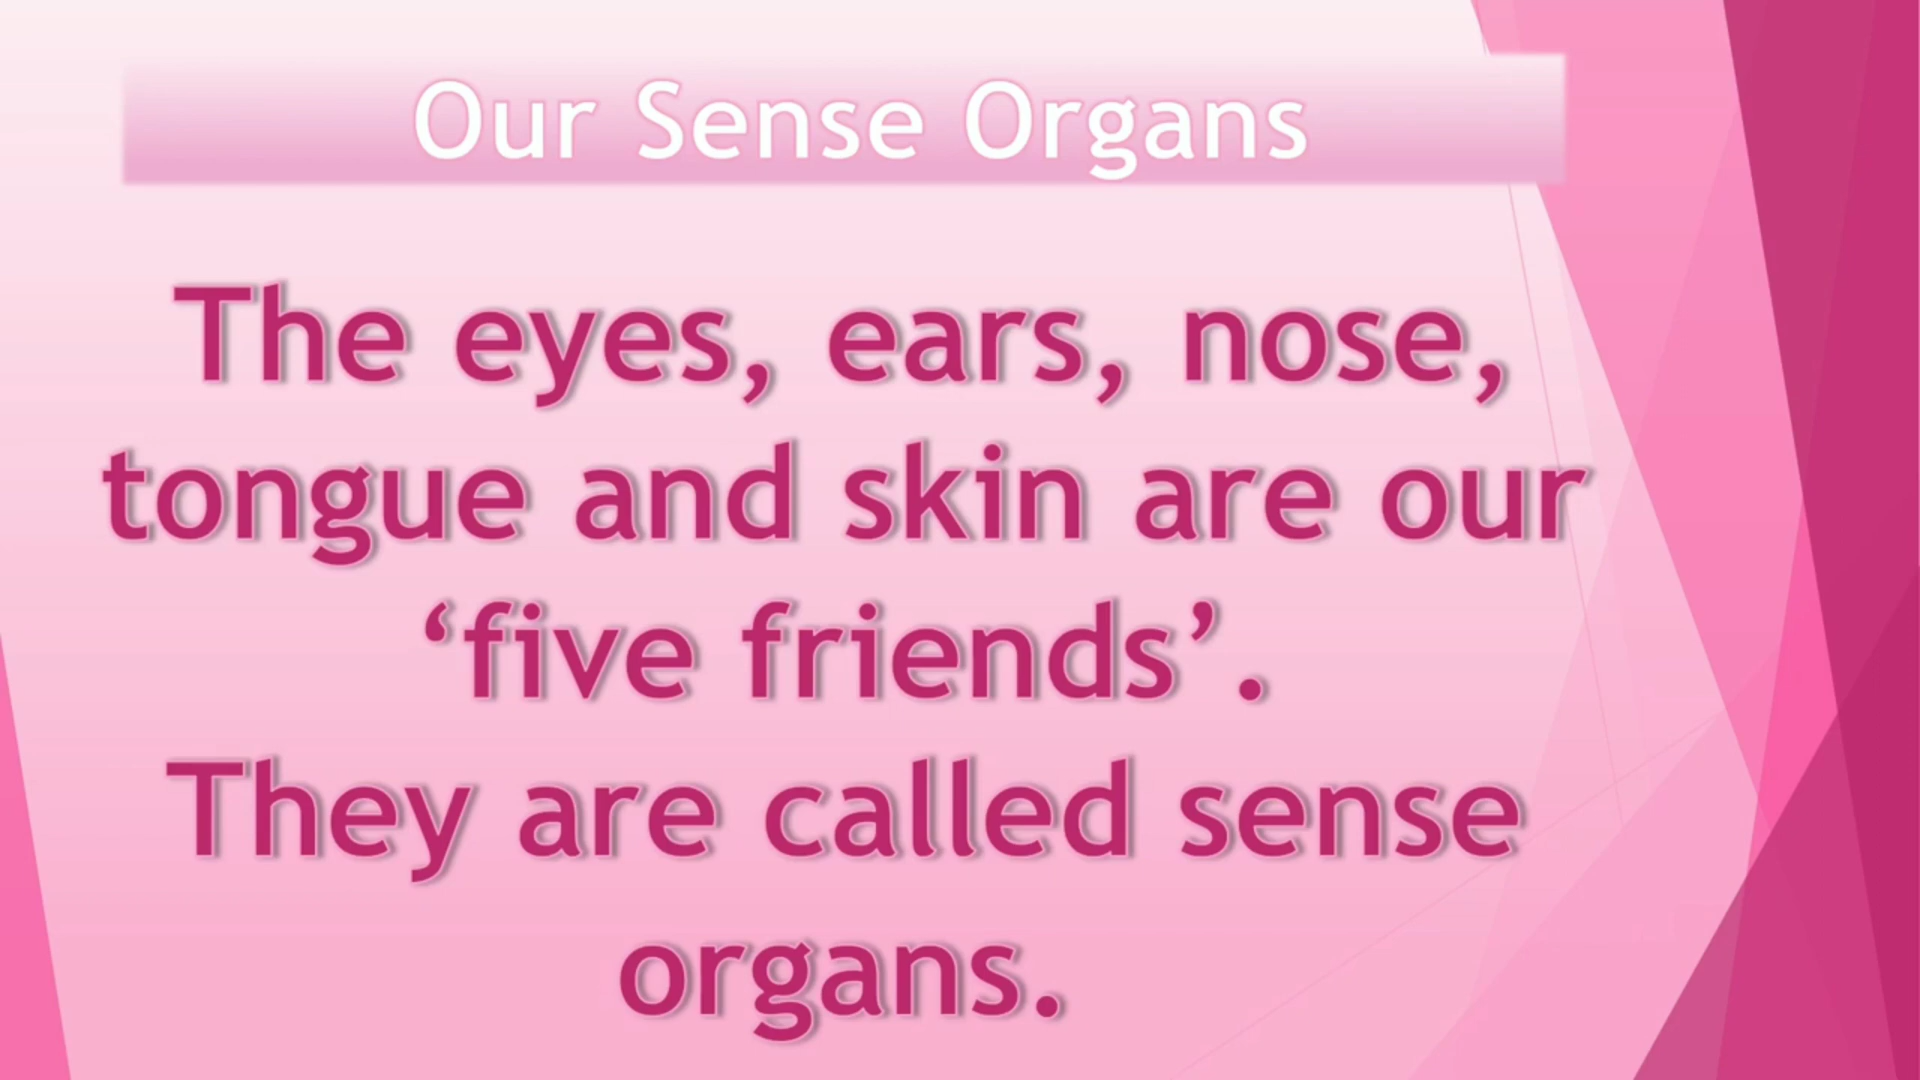 Our Sense Organs
The eyes, ears, nose,
tongue and skin are our
‘five friends’.
They are called sense
organs.